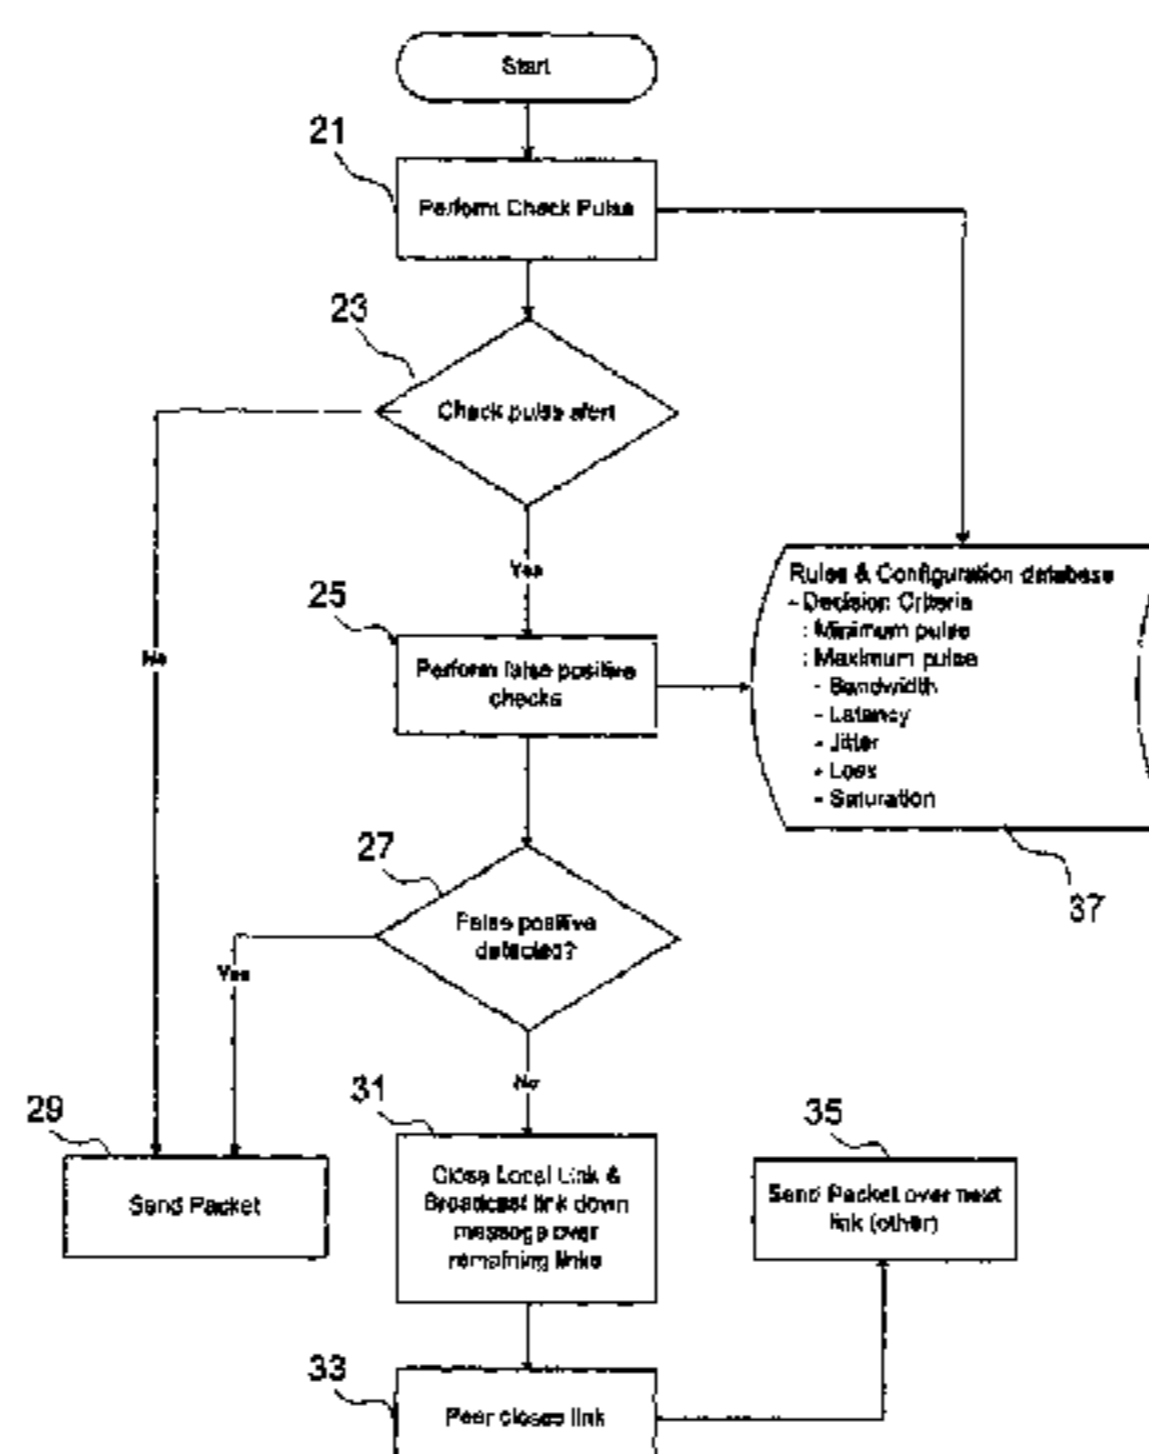 Start
21
Perform Check Pulse
23
Check pulse alert
Yes
No
25
Perform false positive
checks
Rules & Configuration database
- Decision Criteria
: Minimum pulse
: Maximum pulse
- Bandwidth
- Latency
- Jitter
- Loss
- Saturation
37
27
False positive
detected?
Yes
No
29
Send Packet
31
Close Local Link &
Broadcast link down
message over
remaining links
35
Send Packet over next
link (other)
33
Peer closes link